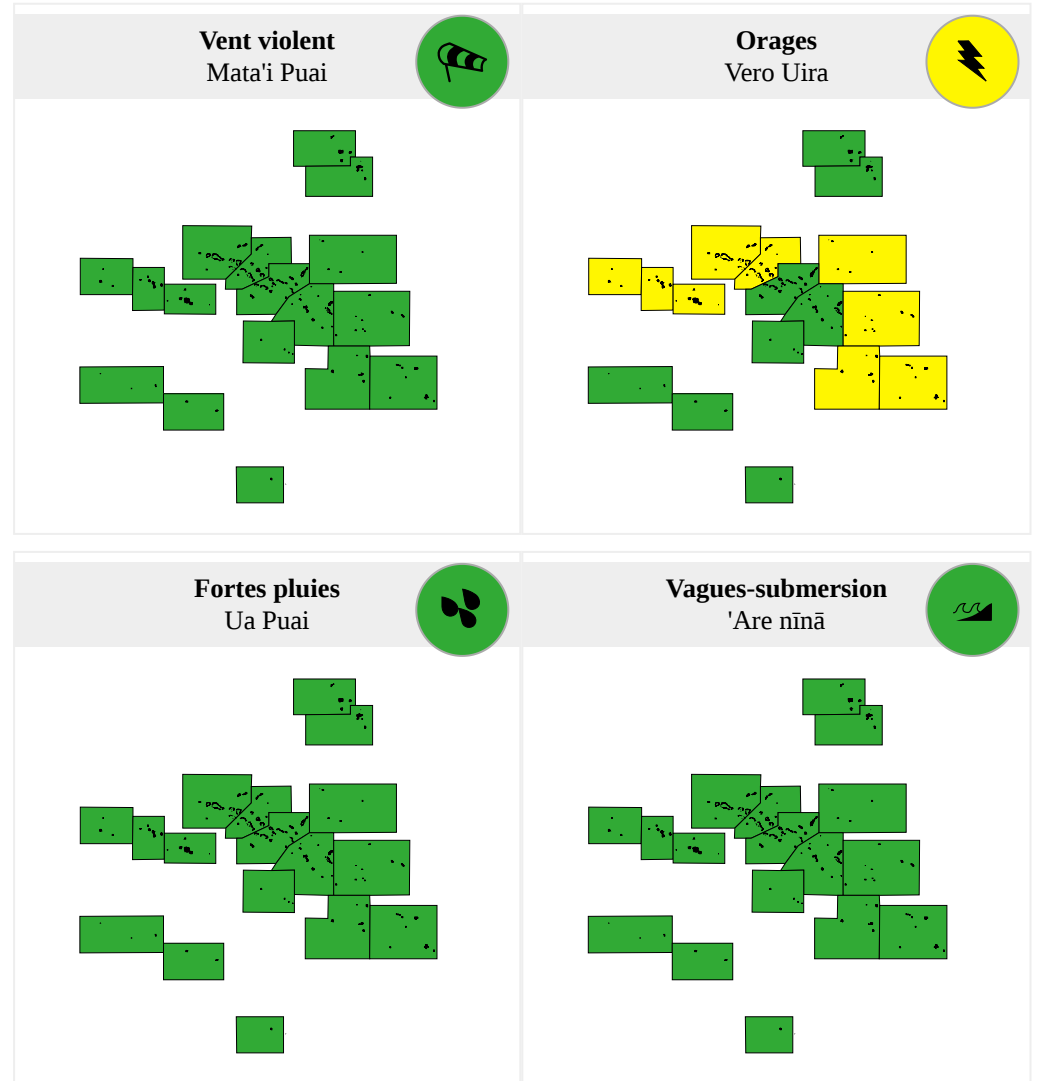 Vent violent
Mata'i Puai
Orages
Vero Uira
Fortes pluies
Ua Puai
Vagues-submersion
'Are nīnā